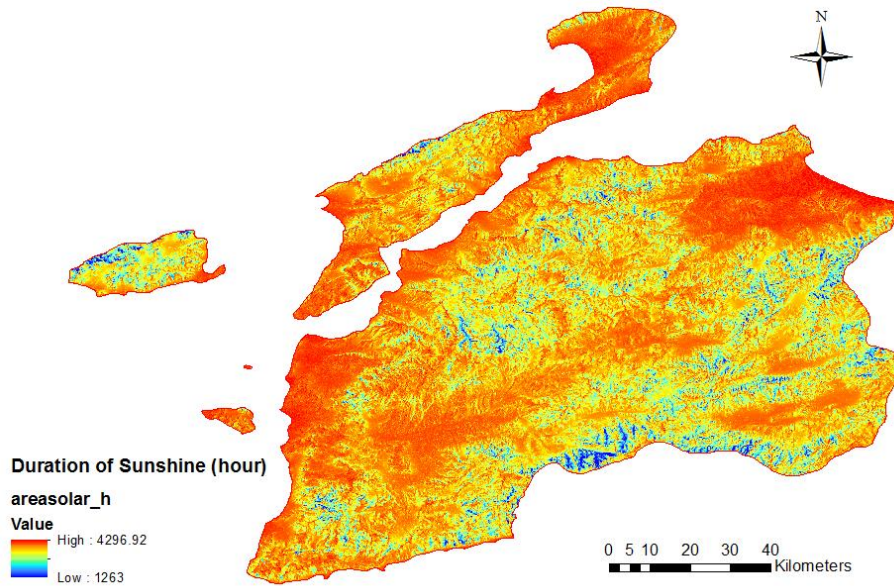 N
Duration of Sunshine (hour)
areasolar_h
Value
High : 4296.92
Low : 1263
0 5 10 20 30 40
Kilometers